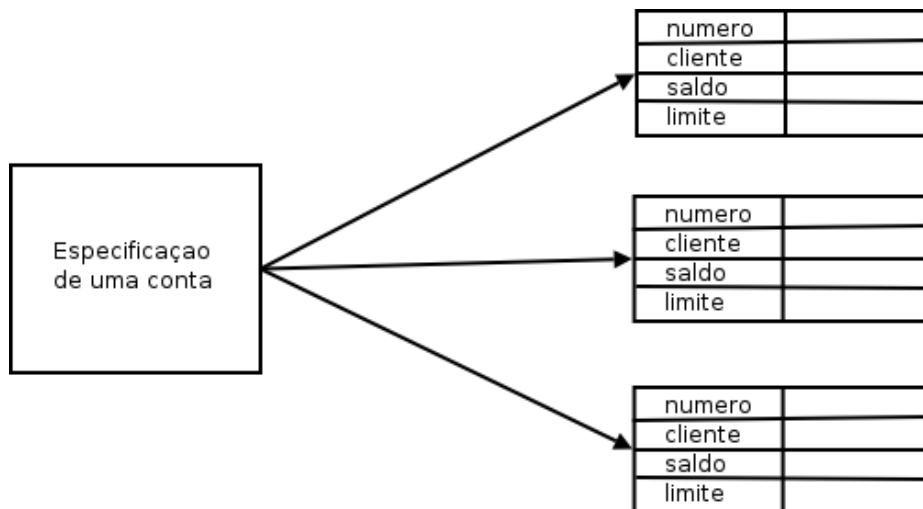 Especificaçao
de uma conta
numero
cliente
saldo
limite
numero
cliente
saldo
limite
numero
cliente
saldo
limite